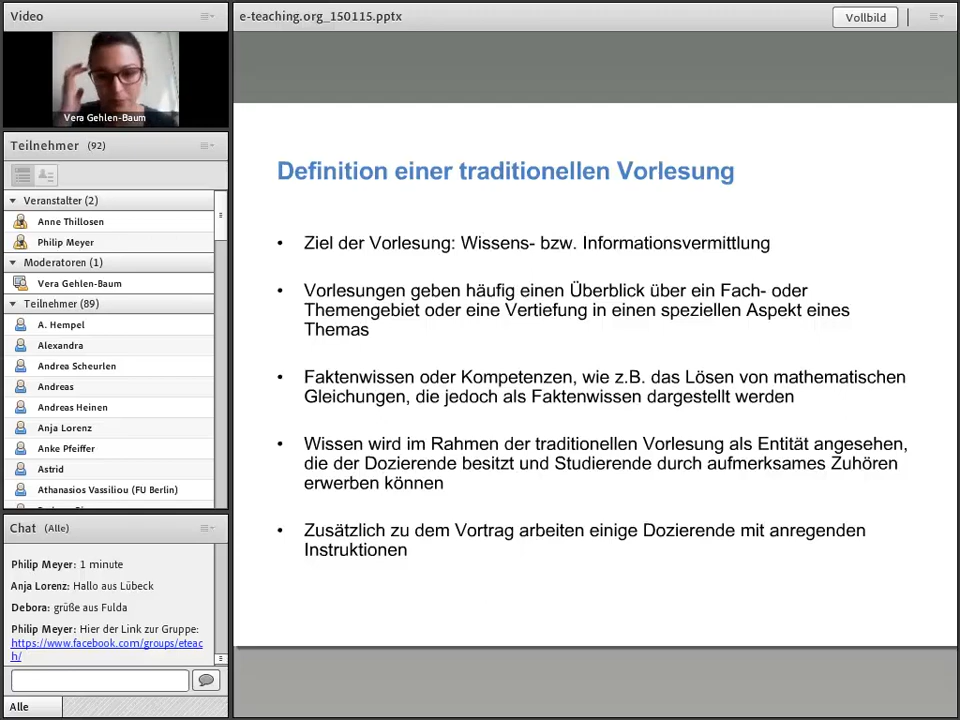 Video
Vera Gehlen-Baum
Teilnehmer (92)
Veranstalter (2)
Anne Thillosen
Philip Meyer
Moderatoren (1)
Vera Gehlen-Baum
Teilnehmer (89)
A. Hempel
Alexandra
Andrea Scheurlen
Andreas
Andreas Heinen
Anja Lorenz
Anke Pfeiffer
Astrid
Athanasios Vassiliou (FU Berlin)
Chat (Alle)
Philip Meyer: 1 minute
Anja Lorenz: Hallo aus Lübeck
Debora: grüße aus Fulda
Philip Meyer: Hier der Link zur Gruppe:
https://www.facebook.com/groups/eteac
h/
Alle
e-teaching.org_150115.pptx
Vollbild
Definition einer traditionellen Vorlesung
• Ziel der Vorlesung: Wissens- bzw. Informationsvermittlung
• Vorlesungen geben häufig einen Überblick über ein Fach- oder
Themengebiet oder eine Vertiefung in einen speziellen Aspekt eines
Themas
• Faktenwissen oder Kompetenzen, wie z.B. das Lösen von mathematischen
Gleichungen, die jedoch als Faktenwissen dargestellt werden
• Wissen wird im Rahmen der traditionellen Vorlesung als Entität angesehen,
die der Dozierende besitzt und Studierende durch aufmerksames Zuhören
erwerben können
• Zusätzlich zu dem Vortrag arbeiten einige Dozierende mit anregenden
Instruktionen